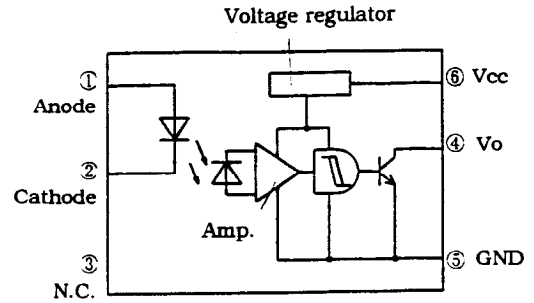 Voltage regulator
①
Anode
⑥ Vcc
④ Vo
②
Cathode
Amp.
③
N.C.
⑤ GND